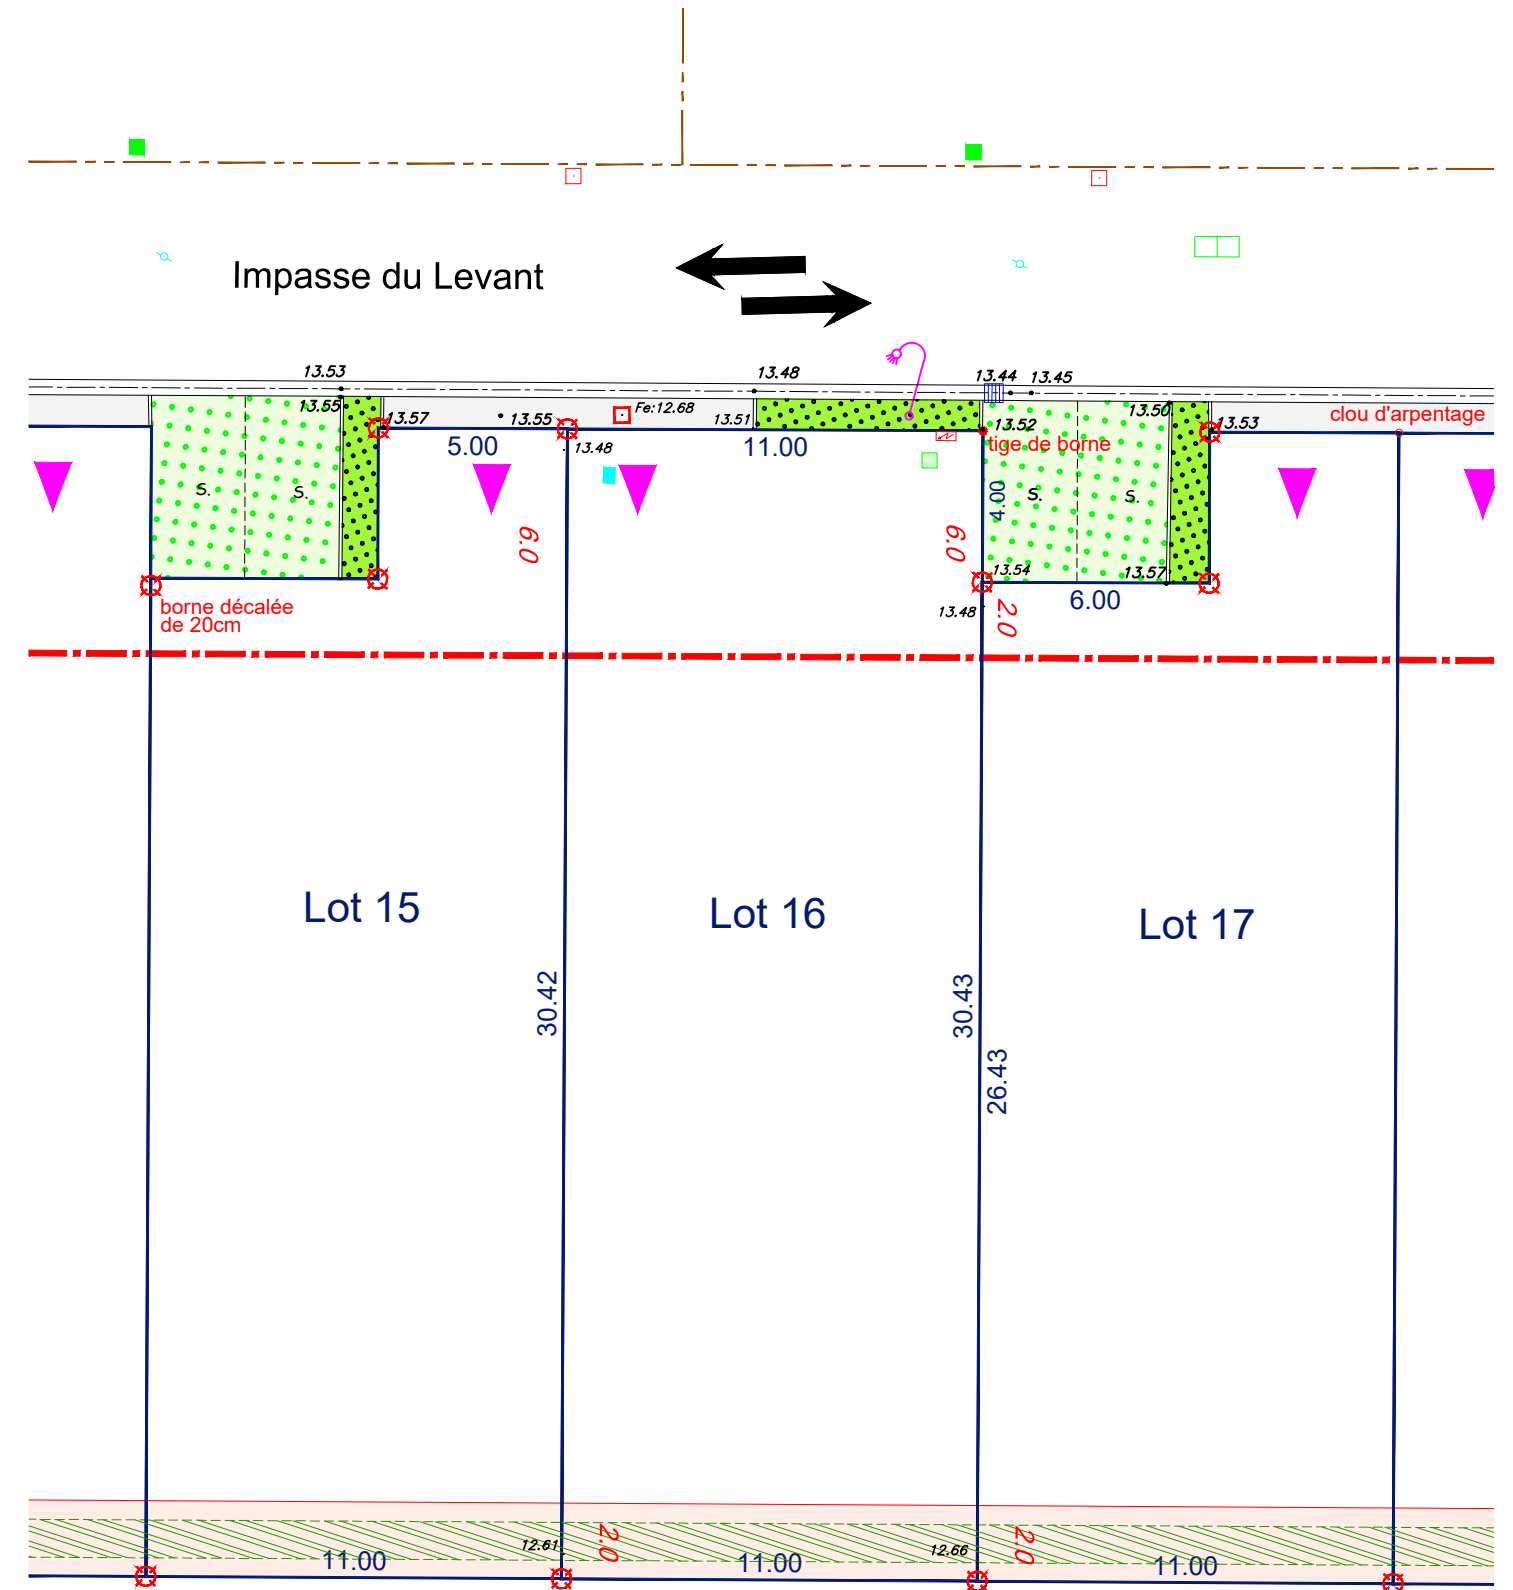 Impasse du Levant
13.53
13.48
13.44
13.45
13.55
13.57
13.55
Fe:12.68
13.51
13.52
13.50
13.53
clou d'arpentage
5.00
13.48
11.00
tige de borne
S.
S.
4.00
S.
S.
6.0
6.0
13.54
13.57
borne décalée
de 20cm
13.48
2.0
6.00
Lot 15
Lot 16
Lot 17
30.42
30.43
26.43
12.61
2.0
12.66
2.0
11.00
11.00
11.00